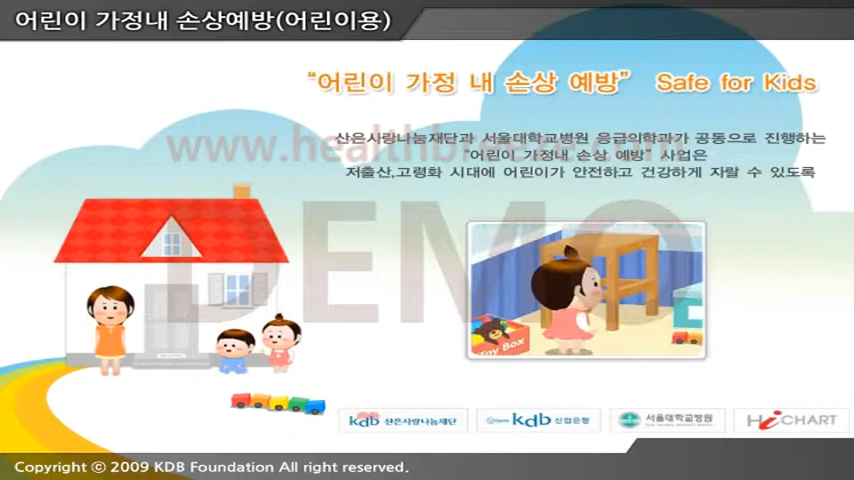 어린이 가정내 손상예방(어린이용)
“어린이 가정 내 손상 예방” Safe for Kids
산은사랑나눔재단과 서울대학교병원 응급의학과가 공동으로 진행하는
“어린이 가정내 손상 예방” 사업은
저출산,고령화 시대에 어린이가 안전하고 건강하게 자랄 수 있도록
www.healthbreeze.com
DEMO
Toy Box
kdb 산은사랑나눔재단
kdb 산업은행
서울대학교병원
HiCHART
Copyright ⓒ 2009 KDB Foundation All right reserved.